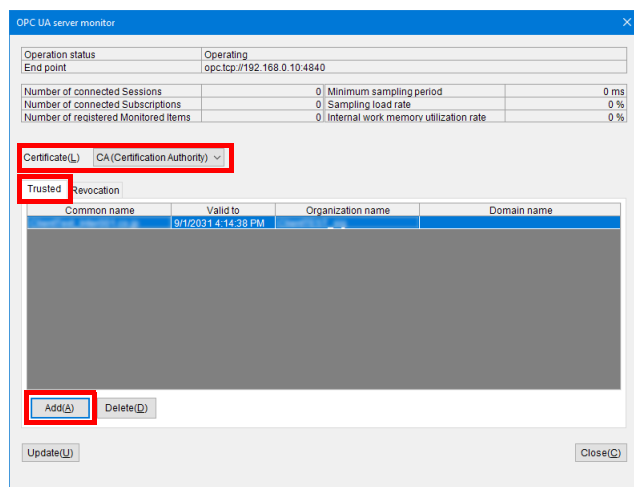 OPC UA server monitor
Operation status Operating
End point opc.tcp://192.168.0.10:4840
Number of connected Sessions 0 Minimum sampling period 0 ms
Number of connected Subscriptions 0 Sampling load rate 0 %
Number of registered Monitored Items 0 Internal work memory utilization rate 0 %
Certificate(L) CA (Certification Authority)
Trusted Revocation
Common name Valid to Organization name Domain name
9/1/2031 4:14:38 PM
Add(A) Delete(D)
Update(U) Close(C)